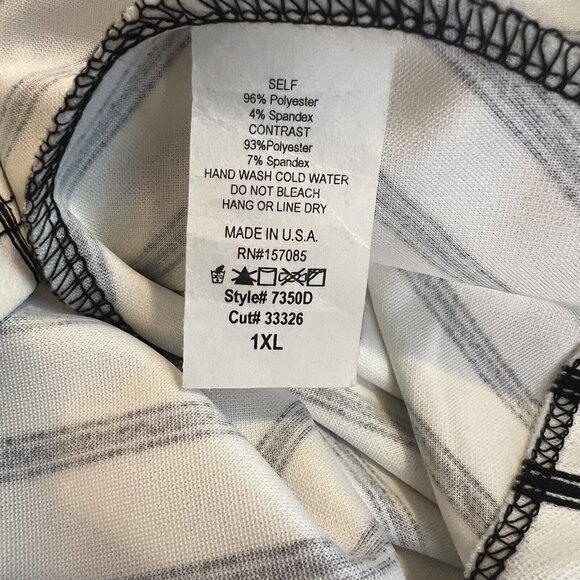 SELF
96% Polyester
4% Spandex
CONTRAST
93%Polyester
7% Spandex
HAND WASH COLD WATER
DO NOT BLEACH
HANG OR LINE DRY
MADE IN U.S.A.
RN#157085
Style# 7350D
Cut# 33326
1XL